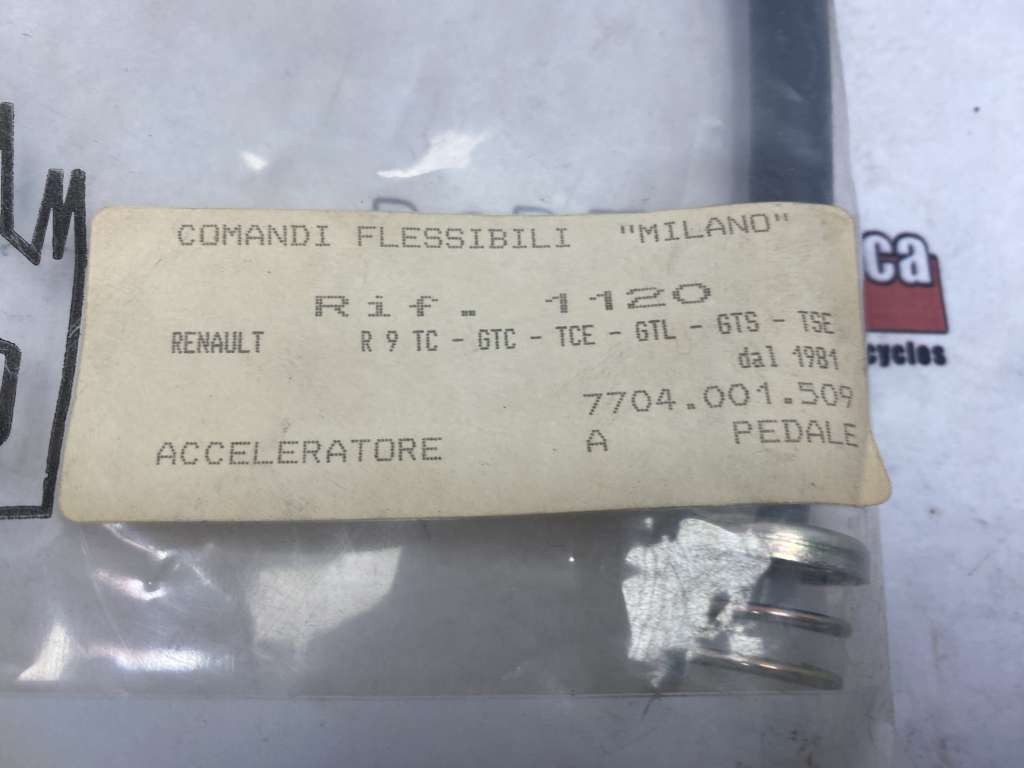 COMANDI FLESSIBILI "MILANO"
Rif. 1120
RENAULT R 9 TC - GTC - TCE - GTL - GTS - TSE
dal 1981
7704.001.509
ACCELERATORE A PEDALE
ca
cycles